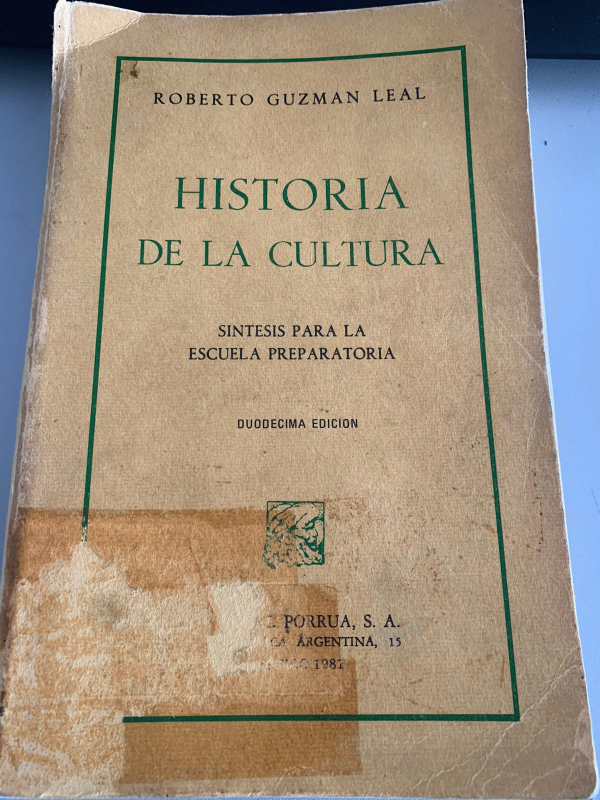 ROBERTO GUZMAN LEAL
HISTORIA
DE LA CULTURA
SINTESIS PARA LA
ESCUELA PREPARATORIA
DUODECIMA EDICION
PORRUA, S. A.
ARGENTINA, 15